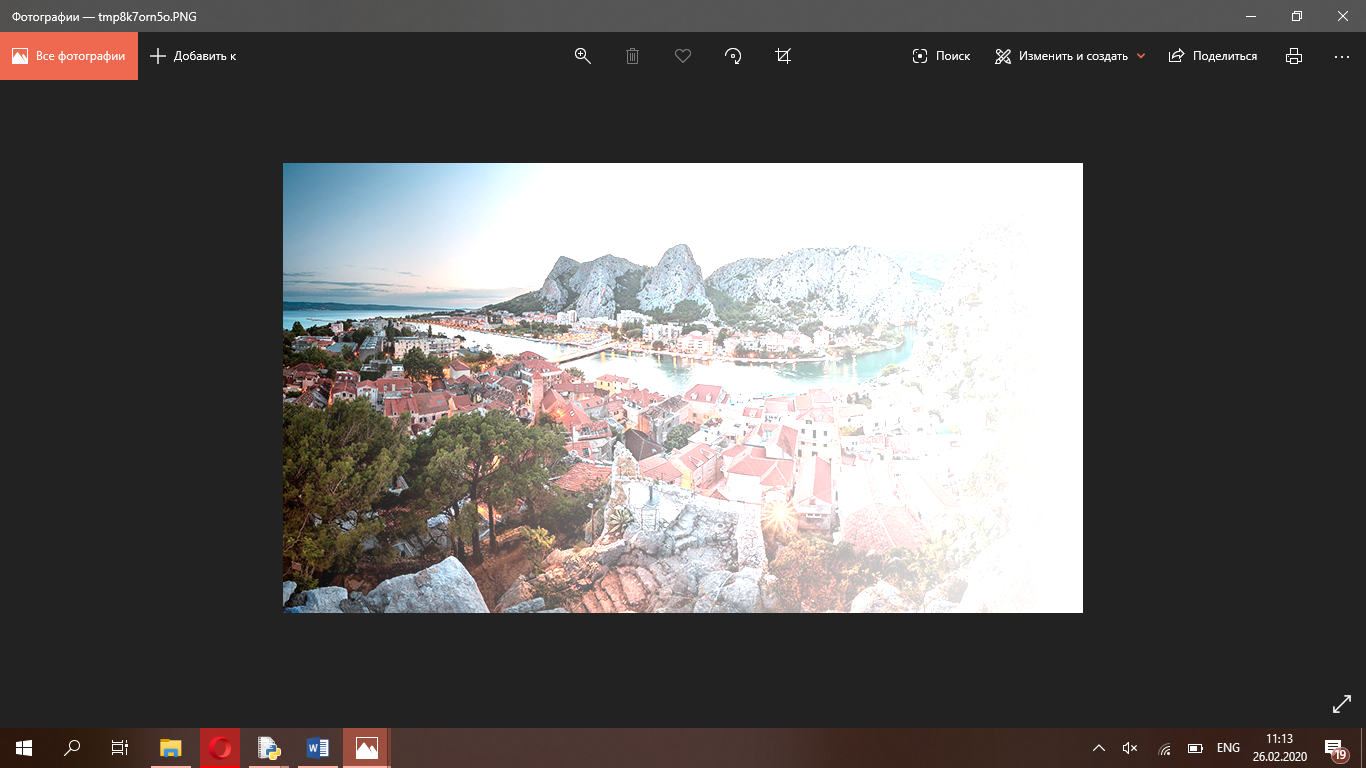 Фотографии — tmp8k7orn5o.PNG
Все фотографии
Добавить к
Поиск
Изменить и создать
Поделиться
ENG
11:13
26.02.2020
19